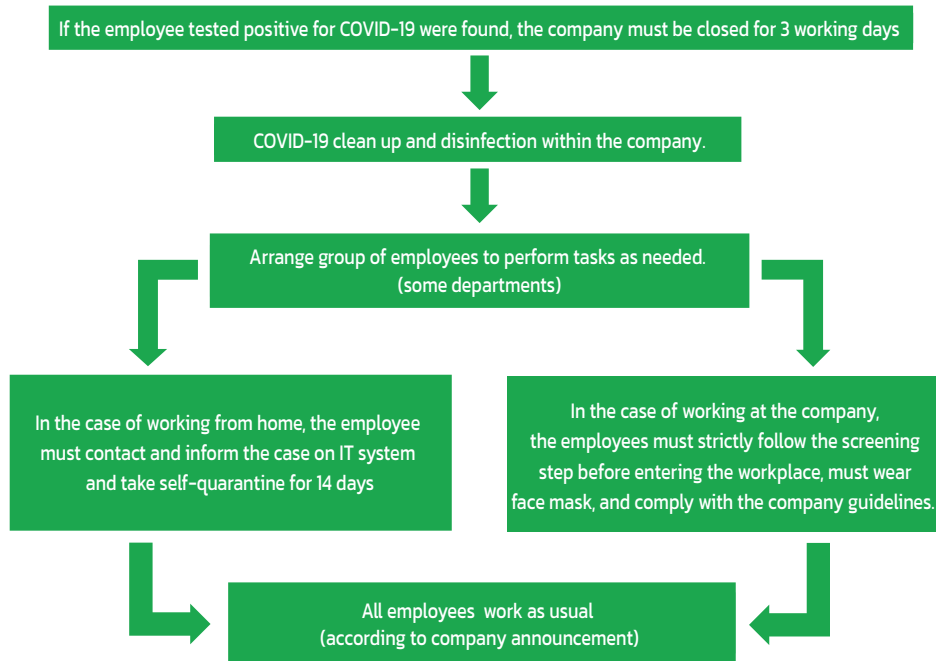 If the employee tested positive for COVID-19 were found, the company must be closed for 3 working days
COVID-19 clean up and disinfection within the company.
Arrange group of employees to perform tasks as needed.
(some departments)
In the case of working from home, the employee
must contact and inform the case on IT system
and take self-quarantine for 14 days
In the case of working at the company,
the employees must strictly follow the screening
step before entering the workplace, must wear
face mask, and comply with the company guidelines.
All employees work as usual
(according to company announcement)